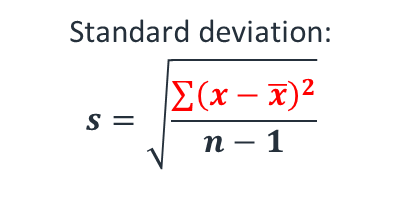 Standard deviation:
s = √(∑(x − x̄)² / (n − 1))